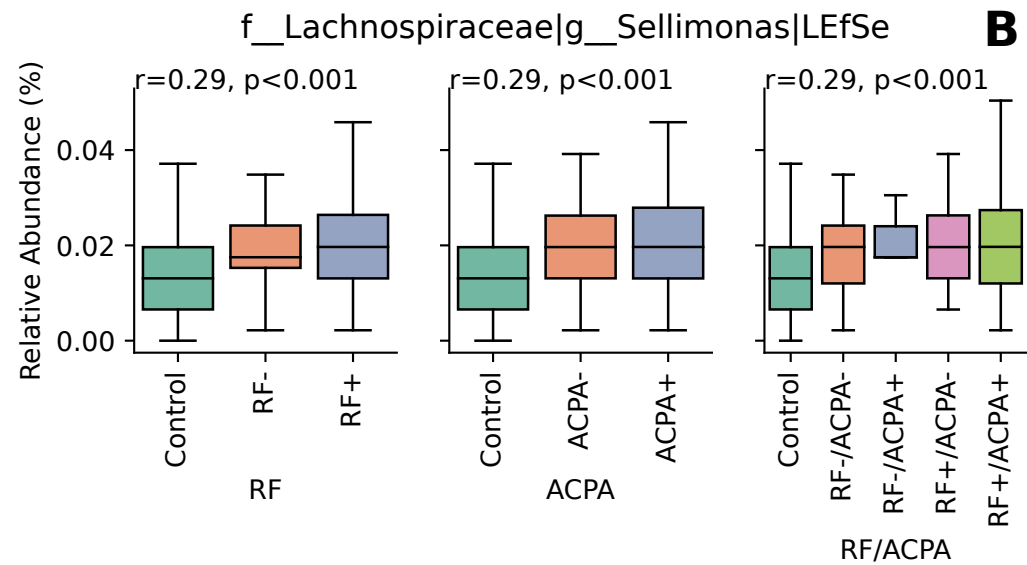 f__Lachnospiraceae|g__Sellimonas|LEfSe
B
Relative Abundance (%)
r=0.29, p<0.001
r=0.29, p<0.001
r=0.29, p<0.001
0.04
0.02
0.00
Control
RF-
RF+
RF
Control
ACPA-
ACPA+
ACPA
Control
RF-/ACPA-
RF-/ACPA+
RF+/ACPA-
RF+/ACPA+
RF/ACPA